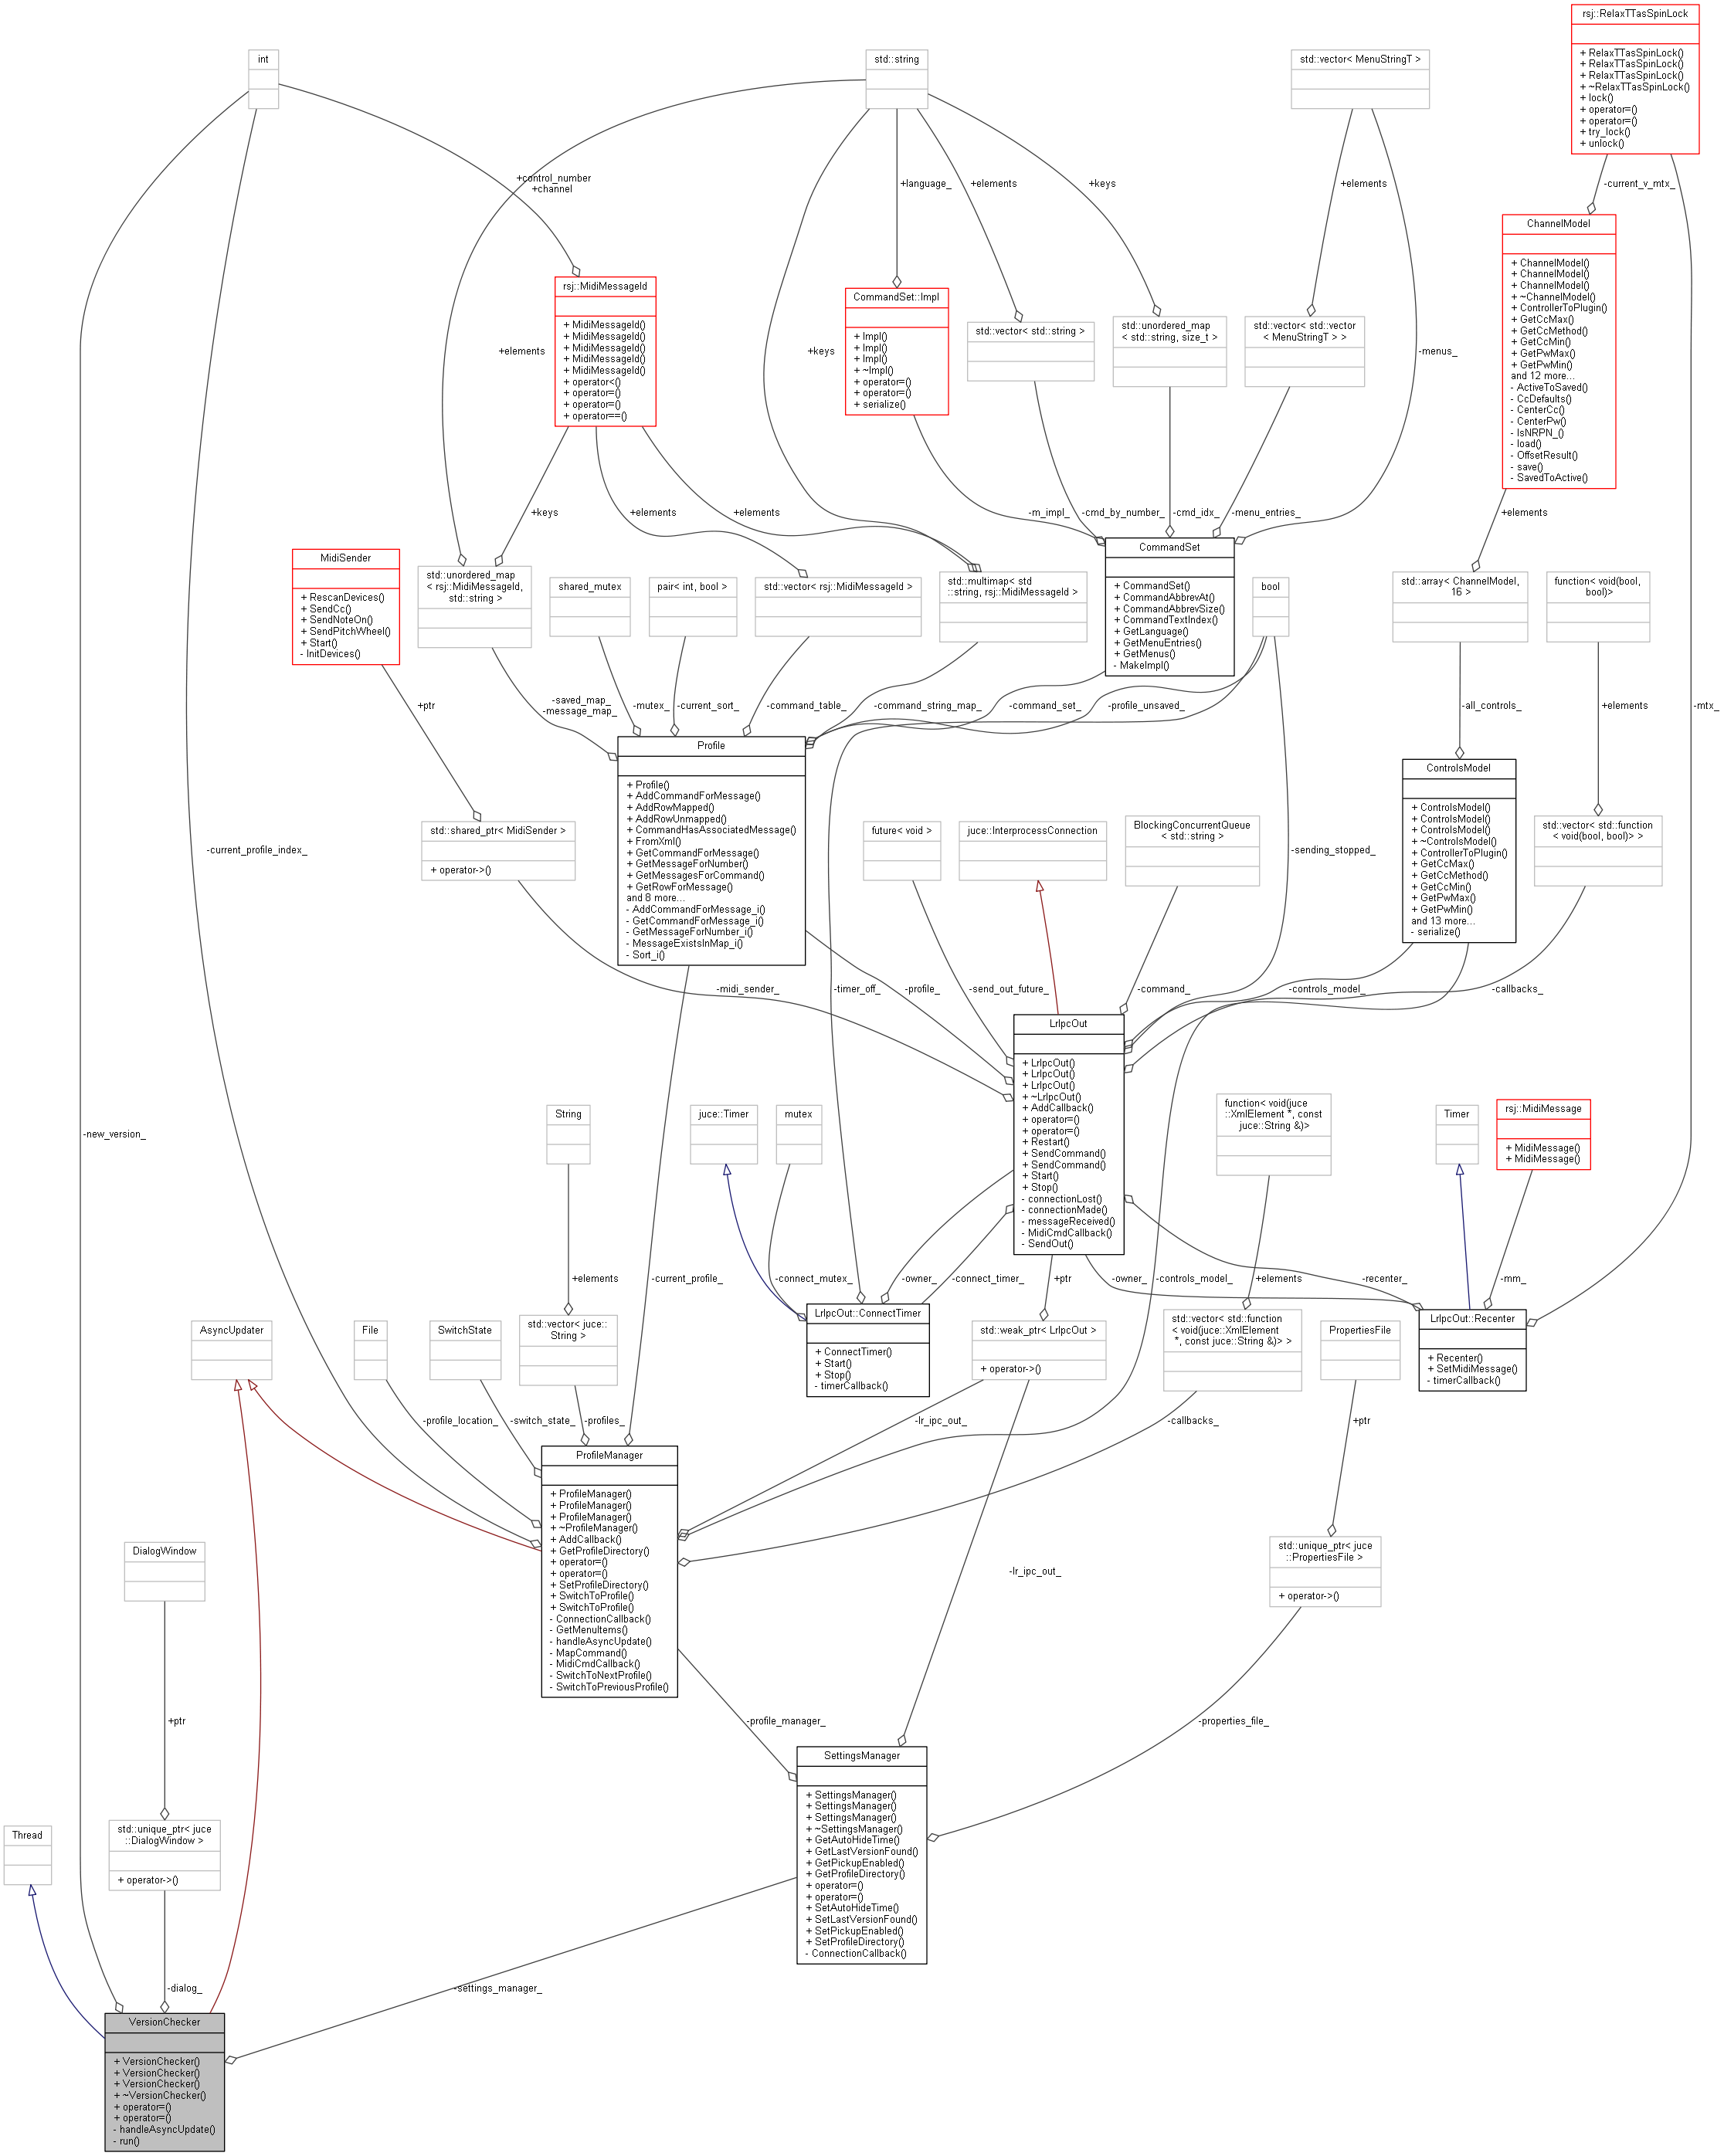 rsj::RelaxTTasSpinLock
+ RelaxTTasSpinLock()
+ RelaxTTasSpinLock()
+ RelaxTTasSpinLock()
+ ~RelaxTTasSpinLock()
+ lock()
+ operator=()
+ operator=()
+ try_lock()
+ unlock()
int
std::string
std::vector< MenuStringT >
+control_number
+channel
+language_
+elements
+keys
+elements
-current_v_mtx_
ChannelModel
+ ChannelModel()
+ ChannelModel()
+ ChannelModel()
+ ~ChannelModel()
+ ControllerToPlugin()
+ GetCcMax()
+ GetCcMethod()
+ GetCcMin()
+ GetPwMax()
+ GetPwMin()
and 12 more...
- ActiveToSaved()
- CcDefaults()
- CenterCc()
- CenterPw()
- IsNRPN_()
- load()
- OffsetResult()
- save()
- SavedToActive()
rsj::MidiMessageId
+ MidiMessageId()
+ MidiMessageId()
+ MidiMessageId()
+ MidiMessageId()
+ MidiMessageId()
+ operator<()
+ operator=()
+ operator=()
+ operator==()
CommandSet::Impl
+ Impl()
+ Impl()
+ Impl()
+ ~Impl()
+ operator=()
+ operator=()
+ serialize()
std::vector< std::string >
std::unordered_map
< std::string, size_t >
std::vector< std::vector
< MenuStringT > >
+elements
+keys
-menus_
+keys
+elements
+elements
-m_impl_
-cmd_by_number_
-cmd_idx_
-menu_entries_
+elements
MidiSender
+ RescanDevices()
+ SendCc()
+ SendNoteOn()
+ SendPitchWheel()
+ Start()
- InitDevices()
std::unordered_map
< rsj::MidiMessageId,
std::string >
shared_mutex
pair< int, bool >
std::vector< rsj::MidiMessageId >
std::multimap< std
::string, rsj::MidiMessageId >
CommandSet
+ CommandSet()
+ CommandAbbrevAt()
+ CommandAbbrevSize()
+ CommandTextIndex()
+ GetLanguage()
+ GetMenuEntries()
+ GetMenus()
- MakeImpl()
bool
std::array< ChannelModel,
16 >
function< void(bool,
bool)>
+ptr
-saved_map_
-message_map_
-mutex_
-current_sort_
-command_table_
-command_string_map_
-command_set_
-profile_unsaved_
-all_controls_
+elements
-mtx_
Profile
+ Profile()
+ AddCommandForMessage()
+ AddRowMapped()
+ AddRowUnmapped()
+ CommandHasAssociatedMessage()
+ FromXml()
+ GetCommandForMessage()
+ GetMessageForNumber()
+ GetMessagesForCommand()
+ GetRowForMessage()
and 8 more...
- AddCommandForMessage_i()
- GetCommandForMessage_i()
- GetMessageForNumber_i()
- MessageExistsInMap_i()
- Sort_i()
ControlsModel
+ ControlsModel()
+ ControlsModel()
+ ControlsModel()
+ ~ControlsModel()
+ ControllerToPlugin()
+ GetCcMax()
+ GetCcMethod()
+ GetCcMin()
+ GetPwMax()
+ GetPwMin()
and 13 more...
- serialize()
-current_profile_index_
std::shared_ptr< MidiSender >
+ operator->()
future< void >
juce::InterprocessConnection
BlockingConcurrentQueue
< std::string >
-sending_stopped_
std::vector< std::function
< void(bool, bool)> >
-midi_sender_
-timer_off_
-profile_
-send_out_future_
-command_
-controls_model_
-callbacks_
LrIpcOut
+ LrIpcOut()
+ LrIpcOut()
+ LrIpcOut()
+ ~LrIpcOut()
+ AddCallback()
+ operator=()
+ operator=()
+ Restart()
+ SendCommand()
+ SendCommand()
+ Start()
+ Stop()
- connectionLost()
- connectionMade()
- messageReceived()
- MidiCmdCallback()
- SendOut()
-new_version_
String
juce::Timer
mutex
function< void(juce
::XmlElement *, const
juce::String &)>
Timer
rsj::MidiMessage
+ MidiMessage()
+ MidiMessage()
+elements
-current_profile_
-connect_mutex_
-owner_
-connect_timer_
+ptr
-owner_
-controls_model_
+elements
-recenter_
-mm_
AsyncUpdater
File
SwitchState
std::vector< juce::
String >
LrIpcOut::ConnectTimer
+ ConnectTimer()
+ Start()
+ Stop()
- timerCallback()
std::weak_ptr< LrIpcOut >
+ operator->()
std::vector< std::function
< void(juce::XmlElement
*, const juce::String &)> >
PropertiesFile
LrIpcOut::Recenter
+ Recenter()
+ SetMidiMessage()
- timerCallback()
-profile_location_
-switch_state_
-profiles_
-lr_ipc_out_
-callbacks_
+ptr
ProfileManager
+ ProfileManager()
+ ProfileManager()
+ ProfileManager()
+ ~ProfileManager()
+ AddCallback()
+ GetProfileDirectory()
+ operator=()
+ operator=()
+ SetProfileDirectory()
+ SwitchToProfile()
+ SwitchToProfile()
- ConnectionCallback()
- GetMenuItems()
- handleAsyncUpdate()
- MapCommand()
- MidiCmdCallback()
- SwitchToNextProfile()
- SwitchToPreviousProfile()
DialogWindow
-lr_ipc_out_
std::unique_ptr< juce
::PropertiesFile >
+ operator->()
+ptr
-profile_manager_
-properties_file_
SettingsManager
+ SettingsManager()
+ SettingsManager()
+ SettingsManager()
+ ~SettingsManager()
+ GetAutoHideTime()
+ GetLastVersionFound()
+ GetPickupEnabled()
+ GetProfileDirectory()
+ operator=()
+ operator=()
+ SetAutoHideTime()
+ SetLastVersionFound()
+ SetPickupEnabled()
+ SetProfileDirectory()
- ConnectionCallback()
Thread
std::unique_ptr< juce
::DialogWindow >
+ operator->()
-dialog_
-settings_manager_
VersionChecker
+ VersionChecker()
+ VersionChecker()
+ VersionChecker()
+ ~VersionChecker()
+ operator=()
+ operator=()
- handleAsyncUpdate()
- run()